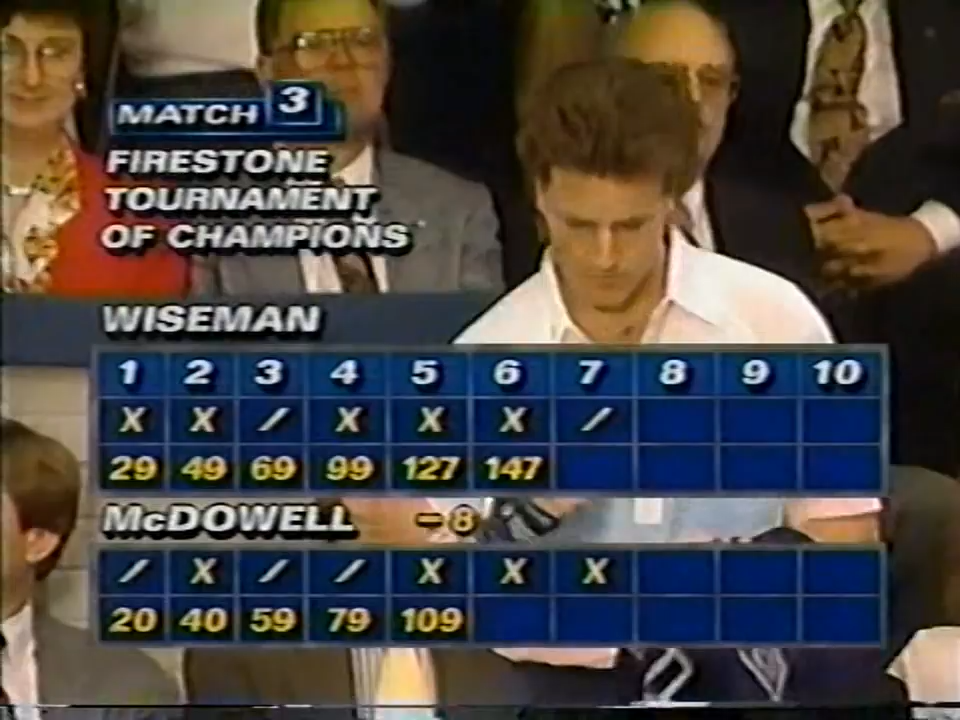 MATCH 3
FIRESTONE
TOURNAMENT
OF CHAMPIONS
WISEMAN
1 2 3 4 5 6 7 8 9 10
X X / X X X /
29 49 69 99 127 147
McDOWELL -8
/ X / / X X X
20 40 59 79 109